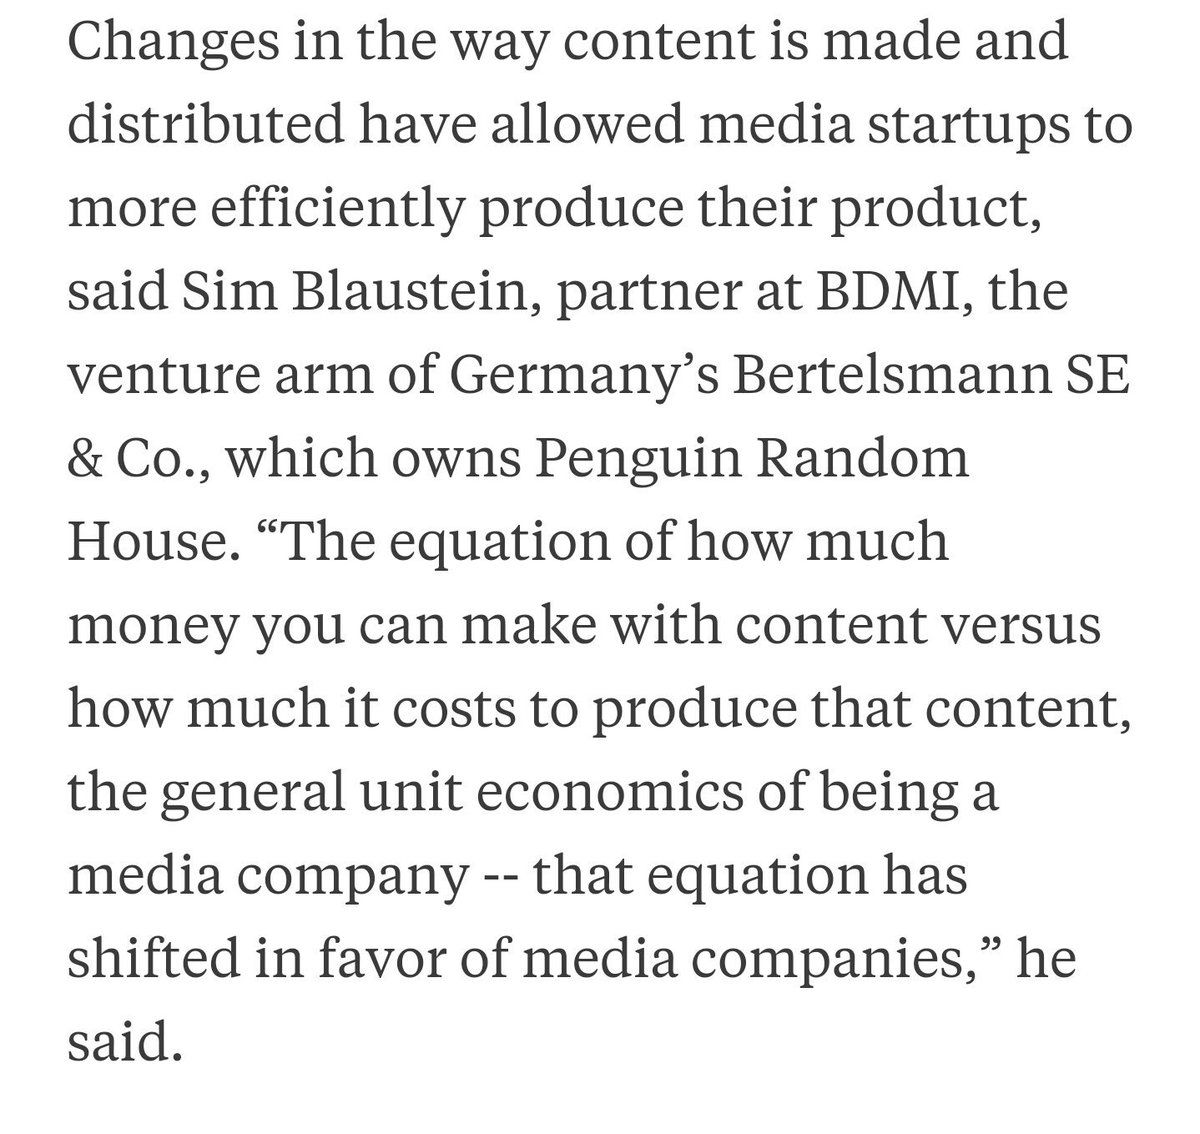 Changes in the way content is made and
distributed have allowed media startups to
more efficiently produce their product,
said Sim Blaustein, partner at BDMI, the
venture arm of Germany’s Bertelsmann SE
& Co., which owns Penguin Random
House. “The equation of how much
money you can make with content versus
how much it costs to produce that content,
the general unit economics of being a
media company -- that equation has
shifted in favor of media companies,” he
said.